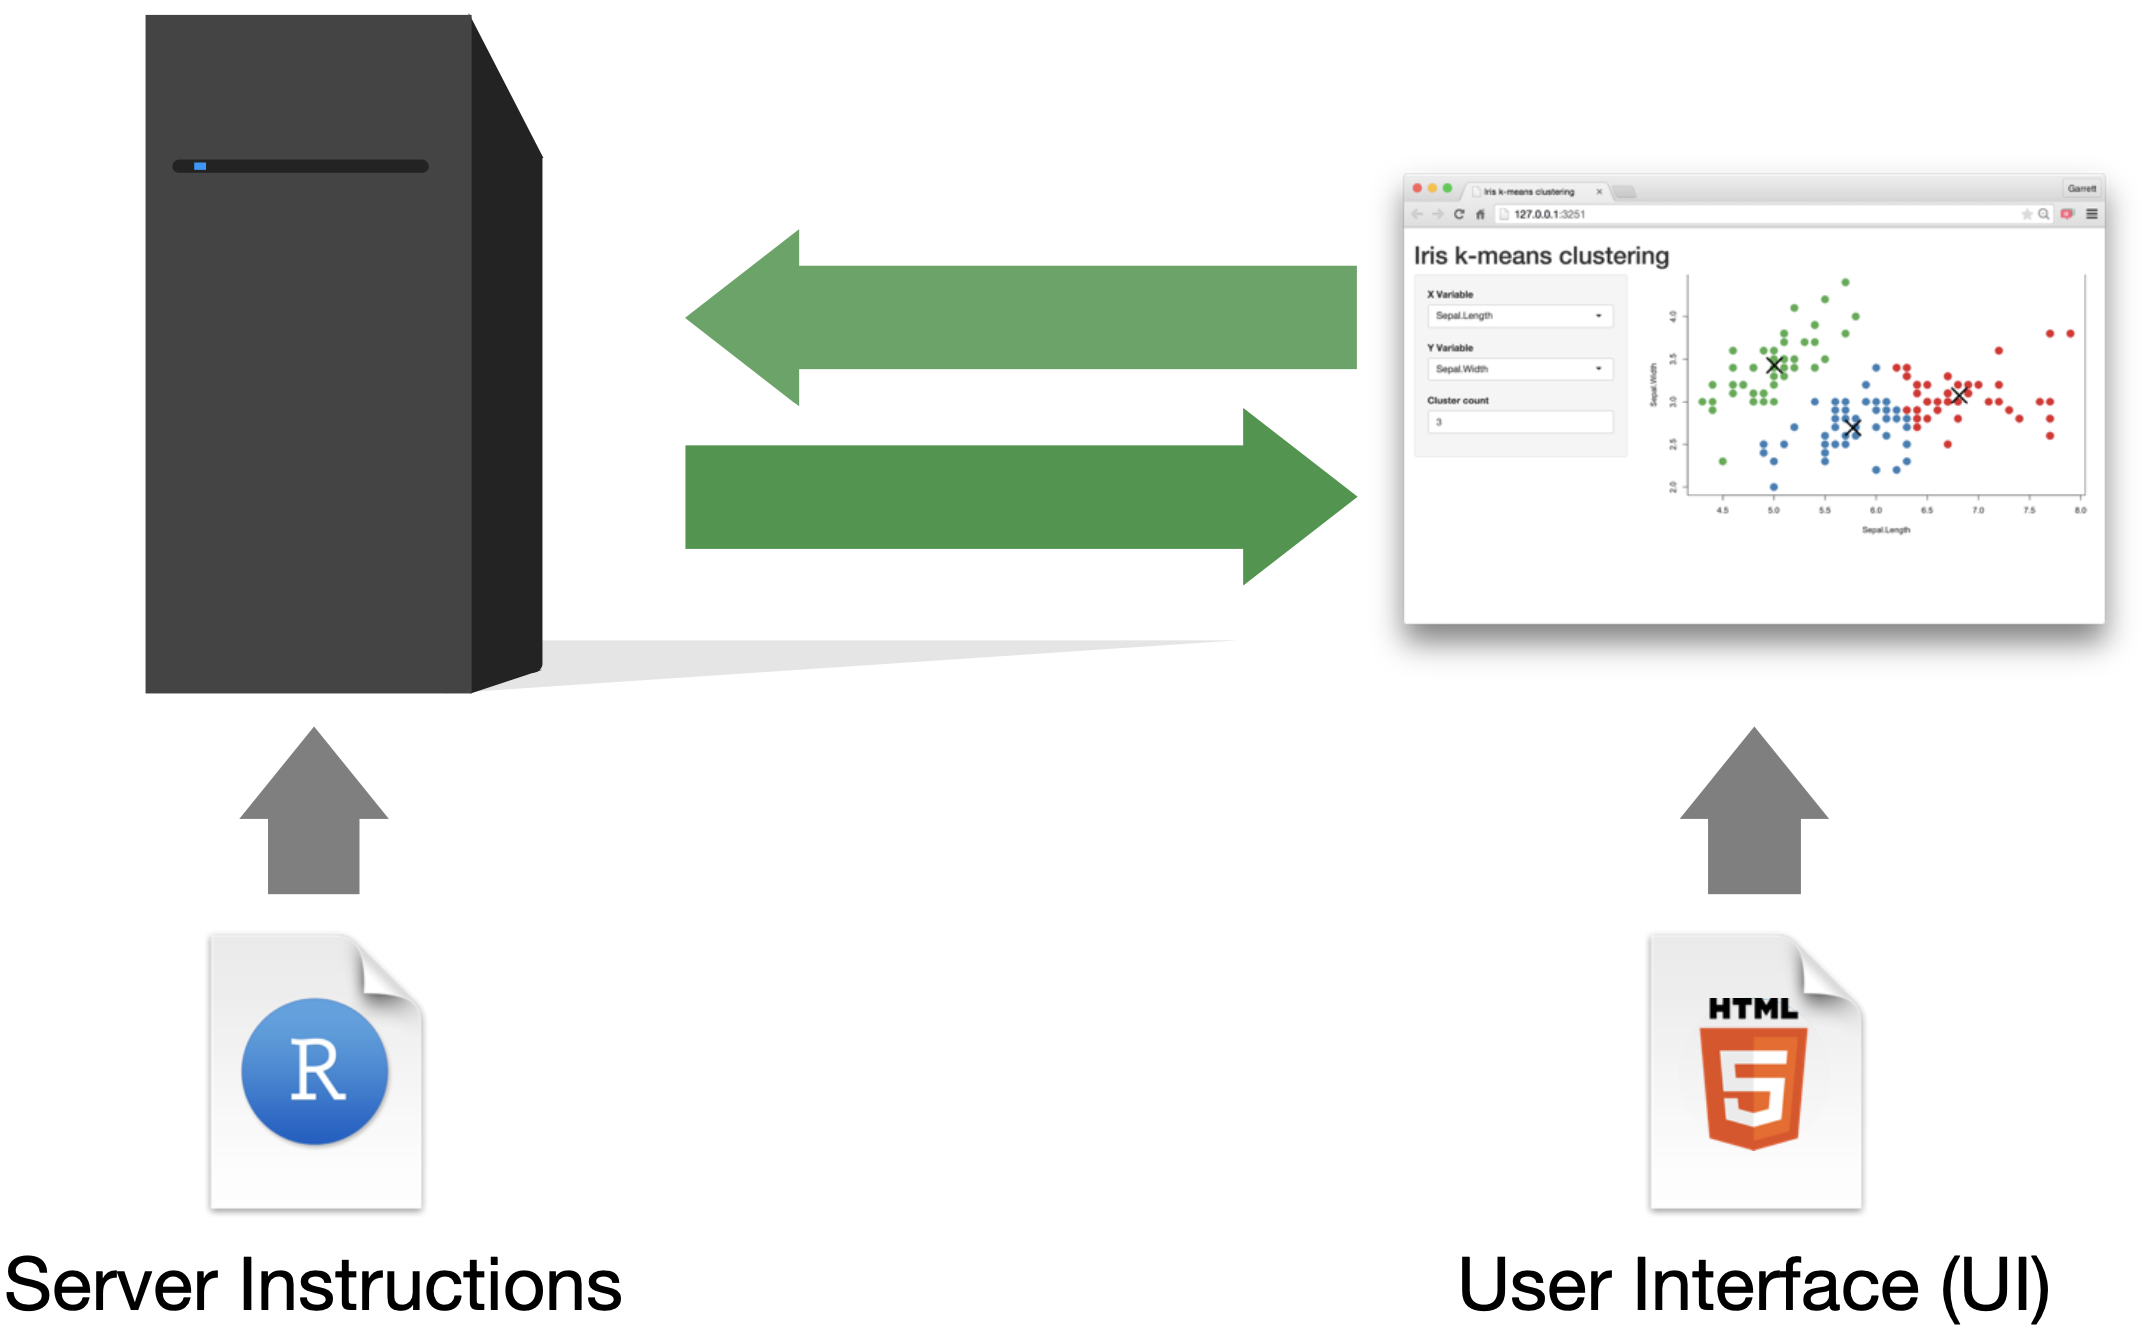 Iris k-means clustering
Garrett
127.0.0.1:3251
Iris k-means clustering
X Variable
Sepal.Length
Y Variable
Sepal.Width
Cluster count
3
4.0
3.5
3.0
2.5
2.0
Sepal.Width
4.5 5.0 5.5 6.0 6.5 7.0 7.5 8.0
Sepal.Length
R
HTML
5
Server Instructions
User Interface (UI)